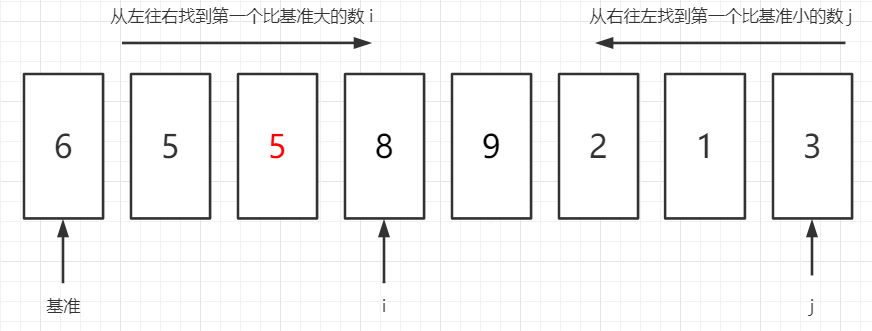 从左往右找到第一个比基准大的数 i
从右往左找到第一个比基准小的数 j
6 5 5 8 9 2 1 3
基准 i j